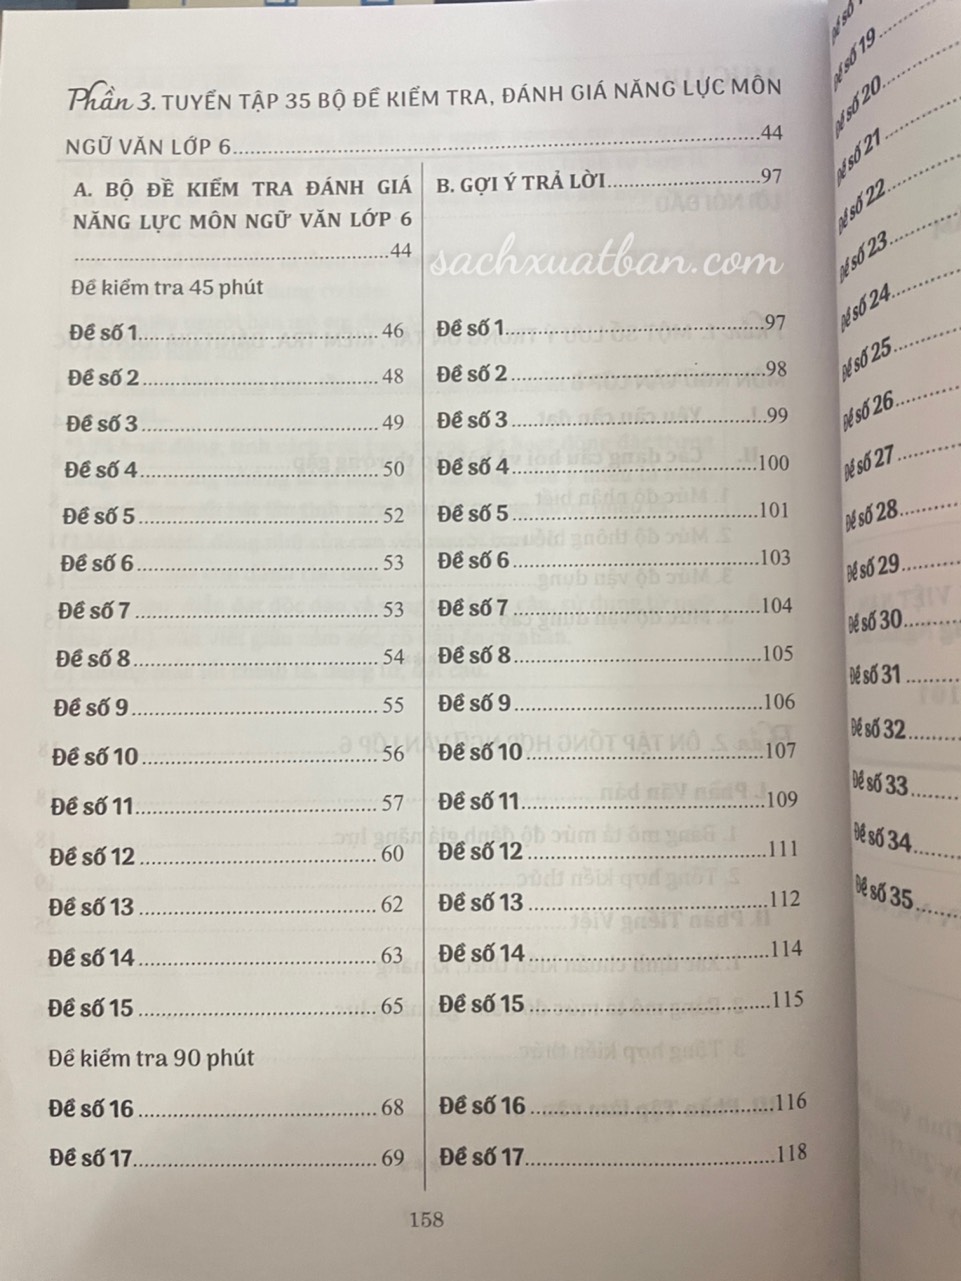 Phần 3. TUYỂN TẬP 35 BỘ ĐỀ KIỂM TRA, ĐÁNH GIÁ NĂNG LỰC MÔN
NGỮ VĂN LỚP 6.....44
A. BỘ ĐỀ KIỂM TRA ĐÁNH GIÁ
NĂNG LỰC MÔN NGỮ VĂN LỚP 6
.....44
Đề kiểm tra 45 phút
Đề số 1.....46
Đề số 2.....48
Đề số 3.....49
Đề số 4.....50
Đề số 5.....52
Đề số 6.....53
Đề số 7.....53
Đề số 8.....54
Đề số 9.....55
Đề số 10.....56
Đề số 11.....57
Đề số 12.....60
Đề số 13.....62
Đề số 14.....63
Đề số 15.....65
Đề kiểm tra 90 phút
Đề số 16.....68
Đề số 17.....69
B. GỢI Ý TRẢ LỜI.....97
sachxuatban.com
Đề số 1.....97
Đề số 2.....98
Đề số 3.....99
Đề số 4.....100
Đề số 5.....101
Đề số 6.....103
Đề số 7.....104
Đề số 8.....105
Đề số 9.....106
Đề số 10.....107
Đề số 11.....109
Đề số 12.....111
Đề số 13.....112
Đề số 14.....114
Đề số 15.....115
Đề số 16.....116
Đề số 17.....118
158
Đề số
Đề số 19.....
Đề số 20.....
Đề số 21.....
Đề số 22.....
Đề số 23.....
Đề số 24.....
Đề số 25.....
Đề số 26.....
Đề số 27.....
Đề số 28.....
Đề số 29.....
Đề số 30.....
Đề số 31.....
Đề số 32.....
Đề số 33.....
Đề số 34.....
Đề số 35.....